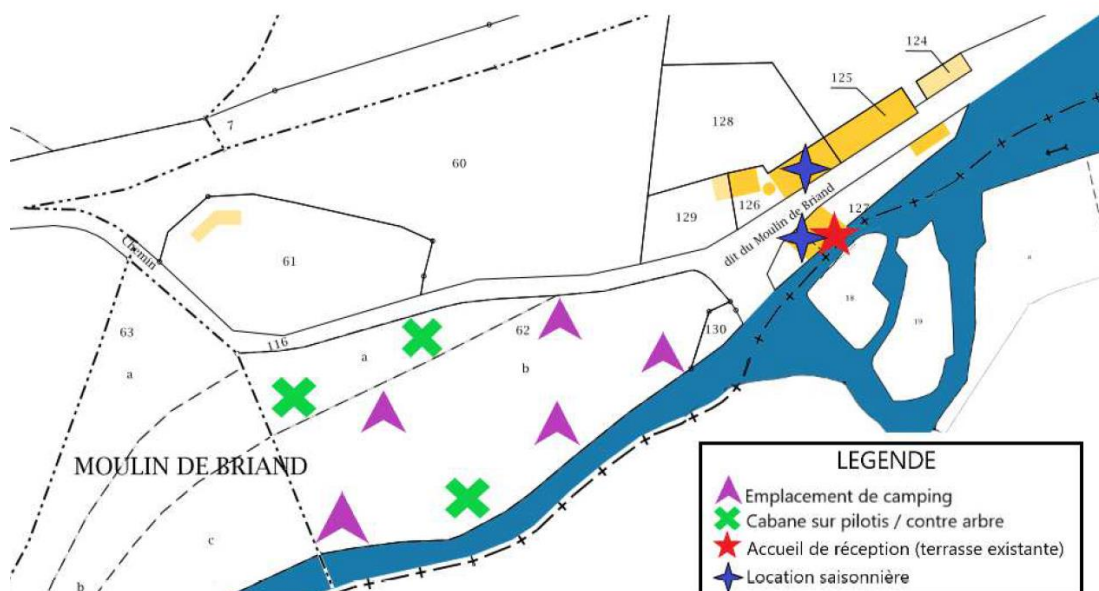 124
125
7
128
60
126
127
129
dit du Moulin de Briand
Chemin
61
18
19
a
63
116
62
130
a
a
b
MOULIN DE BRIAND
c
b
LEGENDE
Emplacement de camping
Cabane sur pilotis / contre arbre
Accueil de réception (terrasse existante)
Location saisonnière